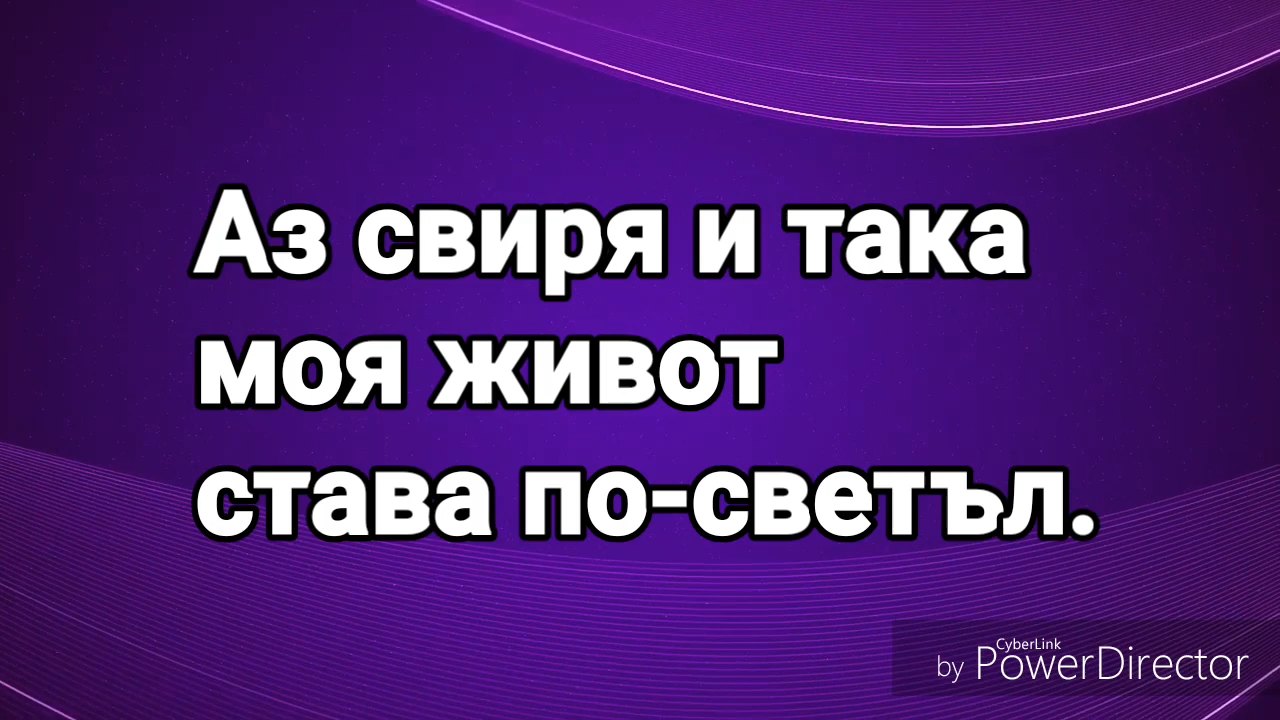 Аз свиря и така
моя живот
става по-светъл.
CyberLink
by PowerDirector